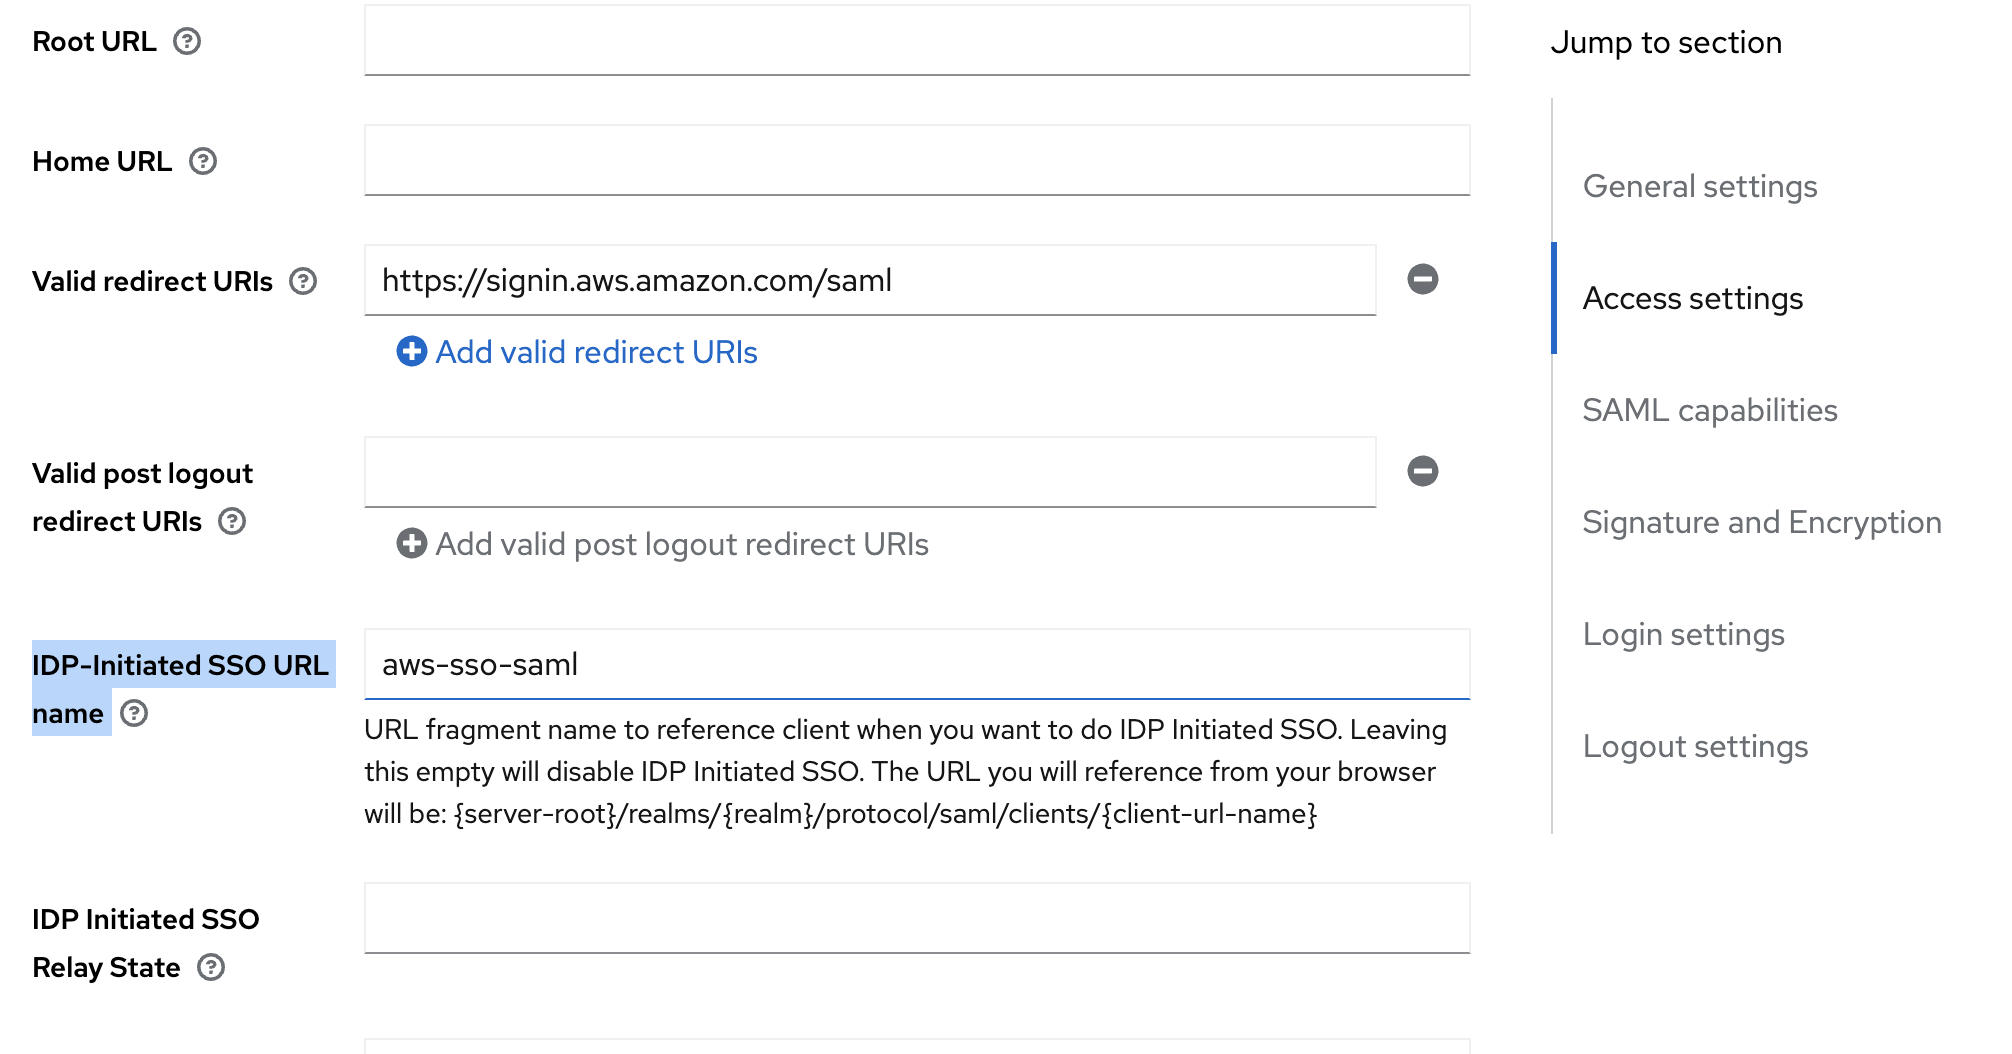 Root URL
Home URL
Valid redirect URIs
https://signin.aws.amazon.com/saml
Add valid redirect URIs
Valid post logout
redirect URIs
Add valid post logout redirect URIs
IDP-Initiated SSO URL
name
aws-sso-saml
URL fragment name to reference client when you want to do IDP Initiated SSO. Leaving
this empty will disable IDP Initiated SSO. The URL you will reference from your browser
will be: {server-root}/realms/{realm}/protocol/saml/clients/{client-url-name}
IDP Initiated SSO
Relay State
Jump to section
General settings
Access settings
SAML capabilities
Signature and Encryption
Login settings
Logout settings